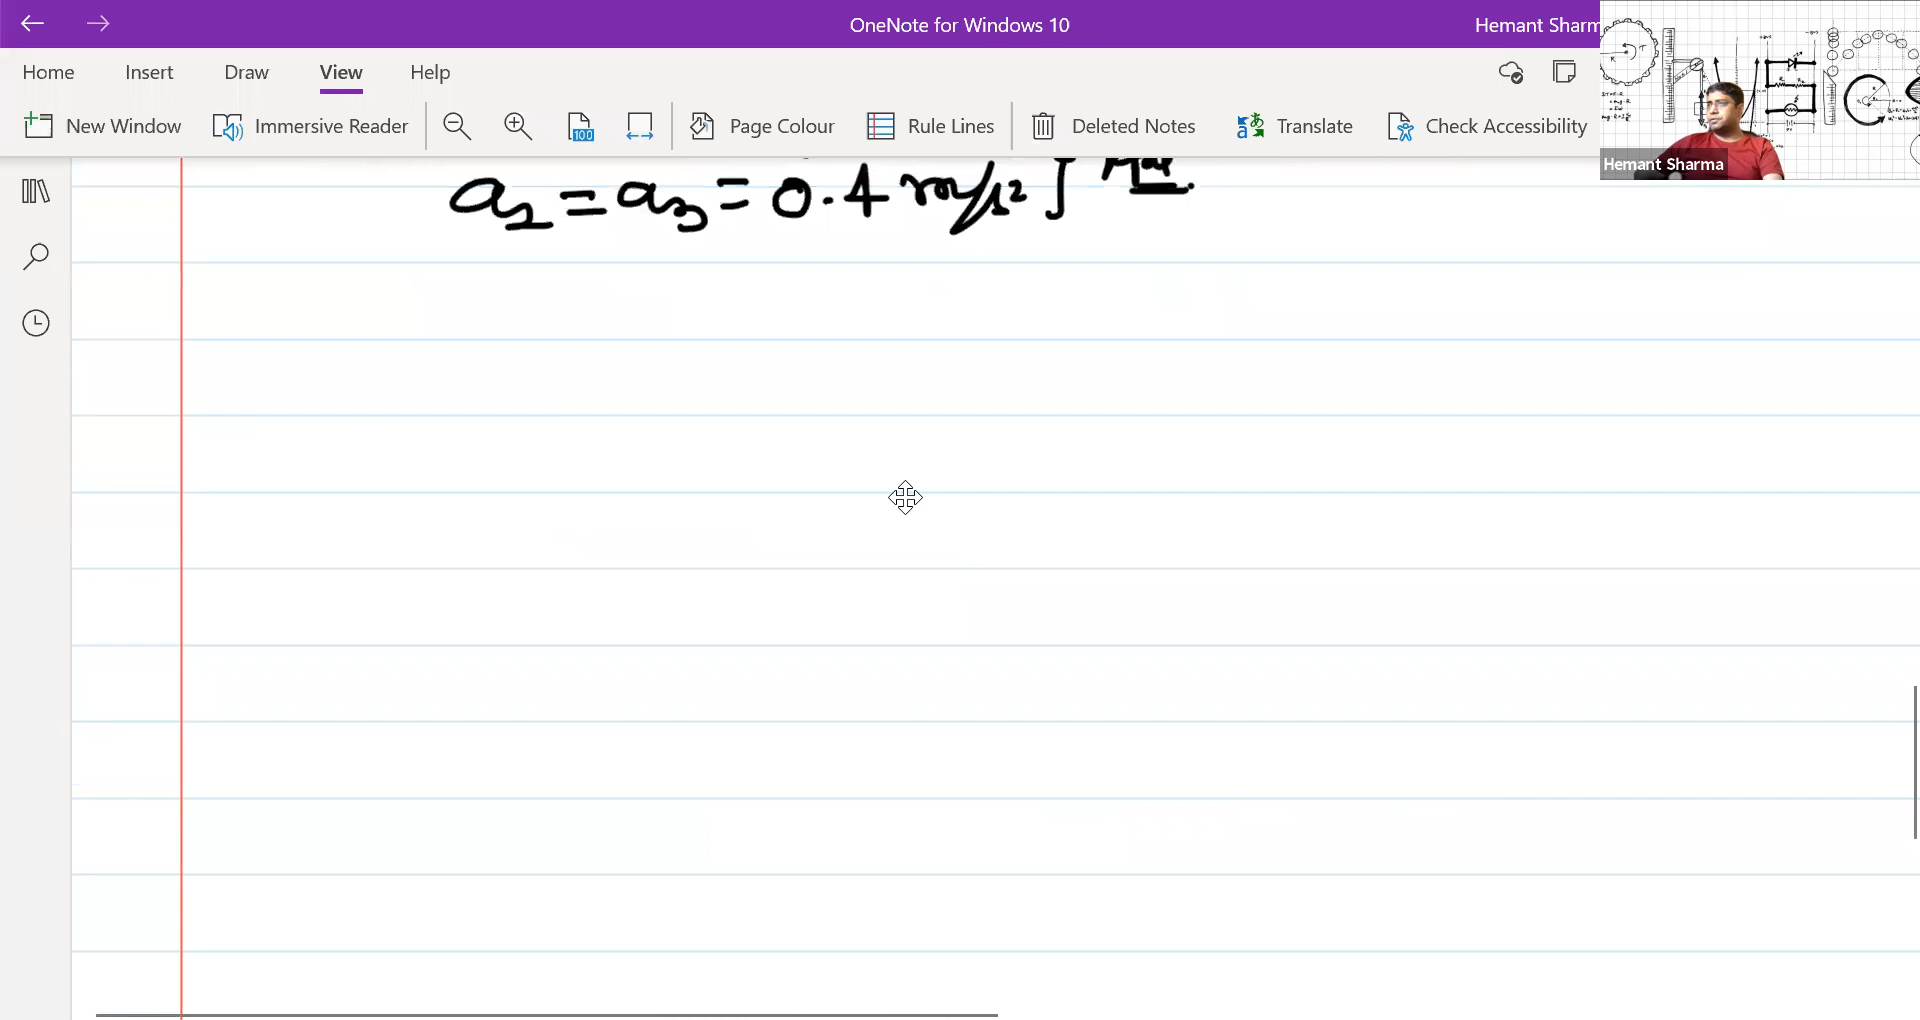 OneNote for Windows 10
Hemant Sharm
Home Insert Draw View Help
New Window Immersive Reader 100 Page Colour Rule Lines Deleted Notes Translate Check Accessibility
Hemant Sharma
a₂ = a₃ = 0.4 m/s² }